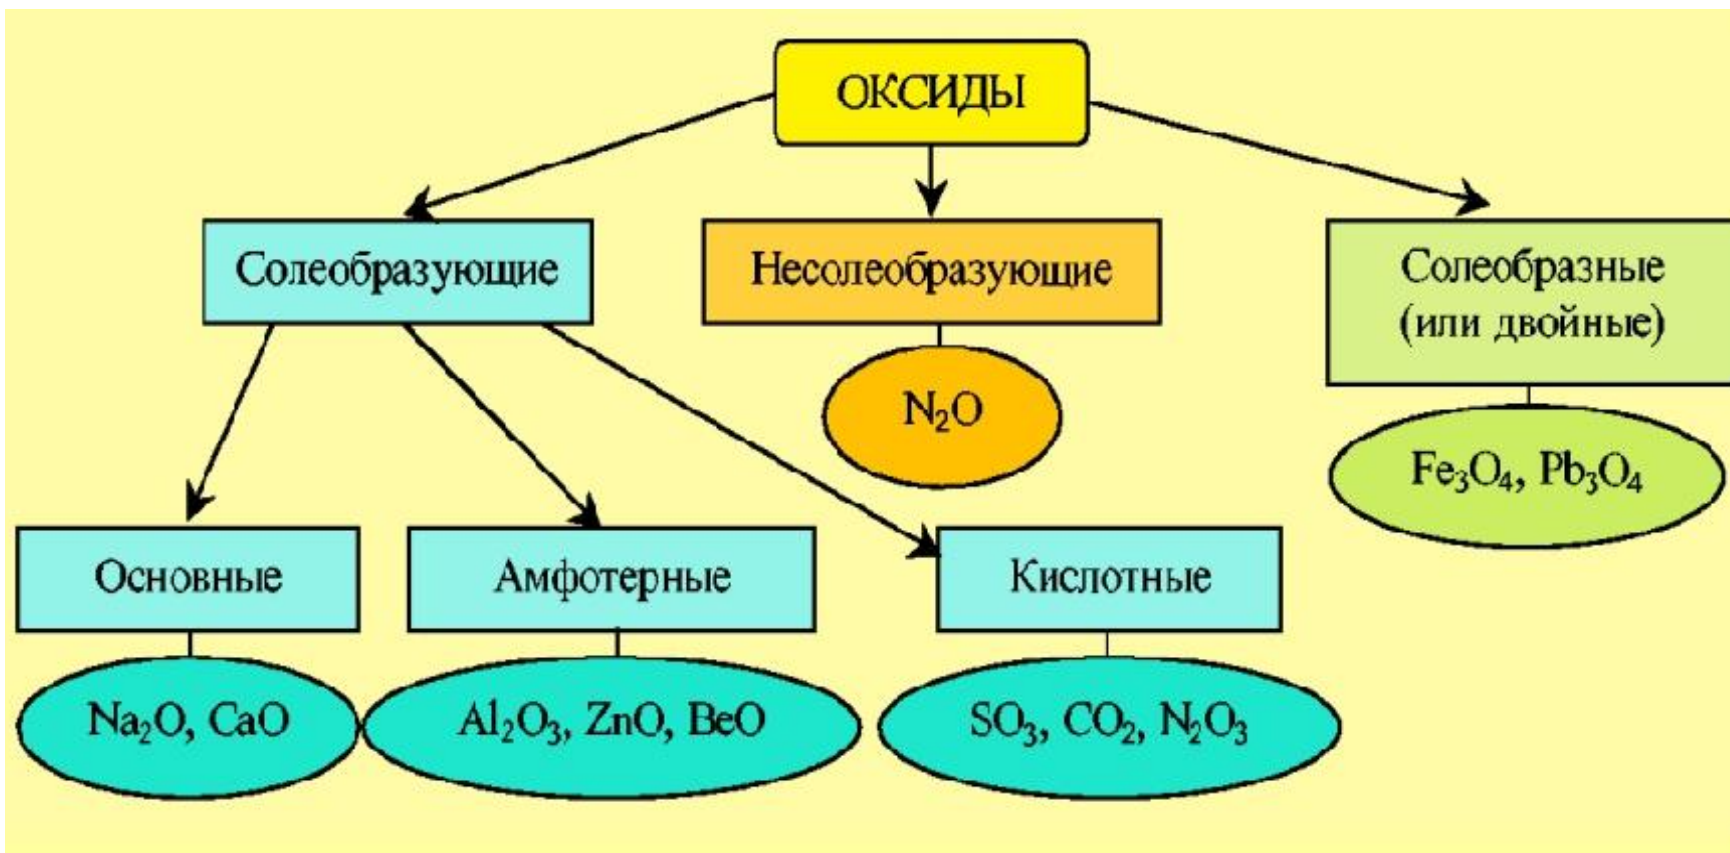 ОКСИДЫ
Солеобразующие
Несолеобразующие
Солеобразные
(или двойные)
N₂O
Fe₃O₄, Pb₃O₄
Основные
Амфотерные
Кислотные
Na₂O, CaO
Al₂O₃, ZnO, BeO
SO₃, CO₂, N₂O₃